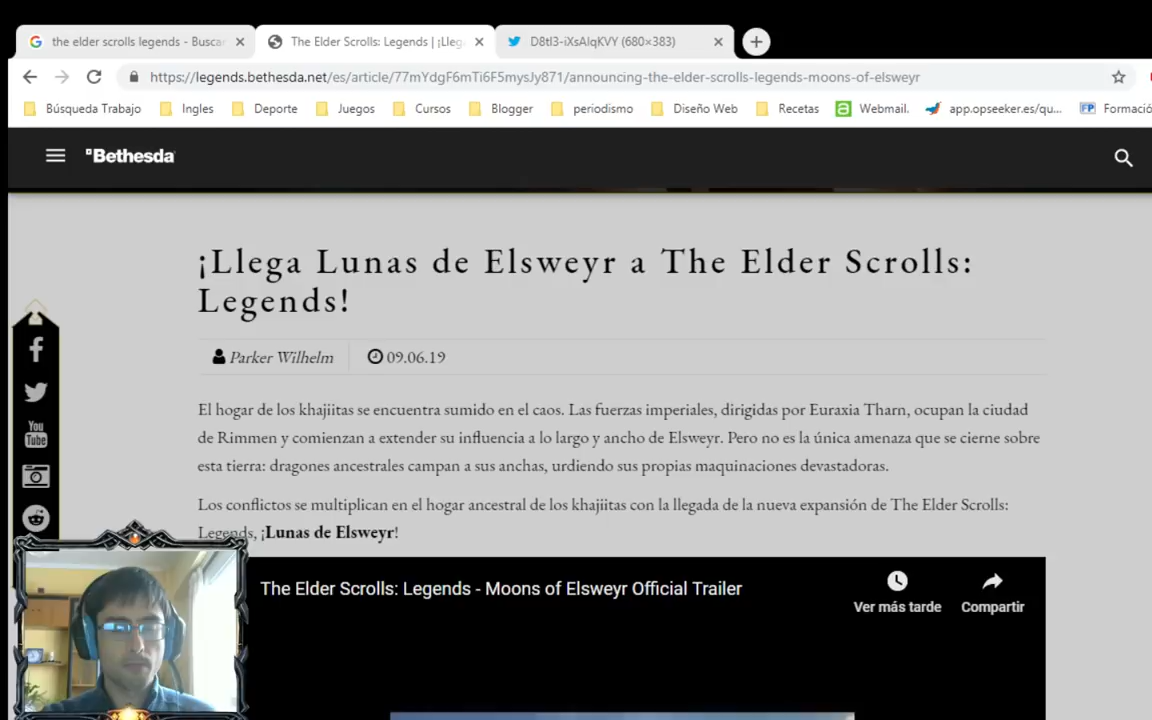 the elder scrolls legends - Busca
The Elder Scrolls: Legends | ¡Lleg
D8tl3-iXsAlqKVY (680×383)
https://legends.bethesda.net/es/article/77mYdgF6mTi6F5mysJy871/announcing-the-elder-scrolls-legends-moons-of-elsweyr
Búsqueda Trabajo
Ingles
Deporte
Juegos
Cursos
Blogger
periodismo
Diseño Web
Recetas
Webmail.
app.opseeker.es/qu...
FP
Formació
Bethesda
¡Llega Lunas de Elsweyr a The Elder Scrolls:
Legends!
Parker Wilhelm
09.06.19
El hogar de los khajiitas se encuentra sumido en el caos. Las fuerzas imperiales, dirigidas por Euraxia Tharn, ocupan la ciudad
de Rimmen y comienzan a extender su influencia a lo largo y ancho de Elsweyr. Pero no es la única amenaza que se cierne sobre
esta tierra: dragones ancestrales campan a sus anchas, urdiendo sus propias maquinaciones devastadoras.
Los conflictos se multiplican en el hogar ancestral de los khajiitas con la llegada de la nueva expansión de The Elder Scrolls:
Legends, ¡Lunas de Elsweyr!
You
Tube
The Elder Scrolls: Legends - Moons of Elsweyr Official Trailer
Ver más tarde
Compartir